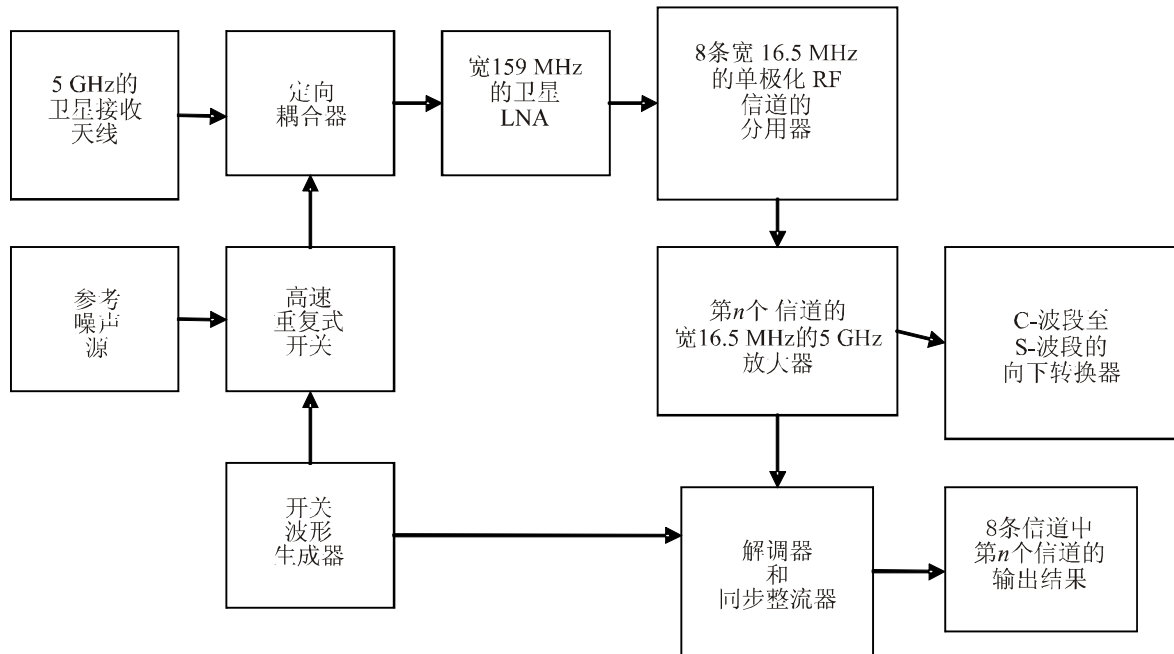 5 GHz的
卫星接收
天线
定向
耦合器
宽159 MHz
的卫星
LNA
8条宽 16.5 MHz
的单极化 RF
信道的
分用器
参考
噪声
源
高速
重复式
开关
第n个 信道的
宽16.5 MHz的5 GHz
放大器
C-波段至
S-波段的
向下转换器
开关
波形
生成器
解调器
和
同步整流器
8条信道中
第n个信道的
输出结果